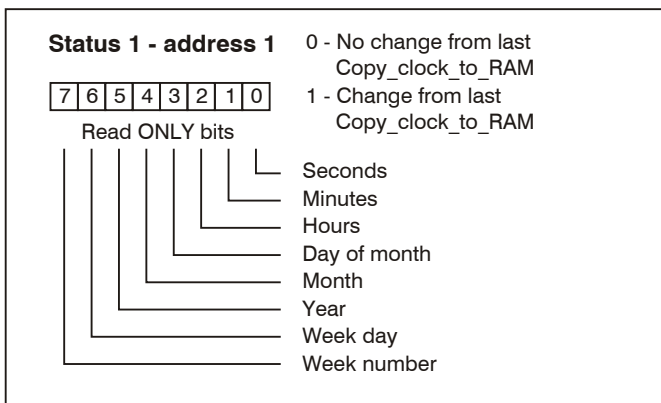 Status 1 - address 1
0 - No change from last
Copy_clock_to_RAM
1 - Change from last
Copy_clock_to_RAM
7 6 5 4 3 2 1 0
Read ONLY bits
Seconds
Minutes
Hours
Day of month
Month
Year
Week day
Week number